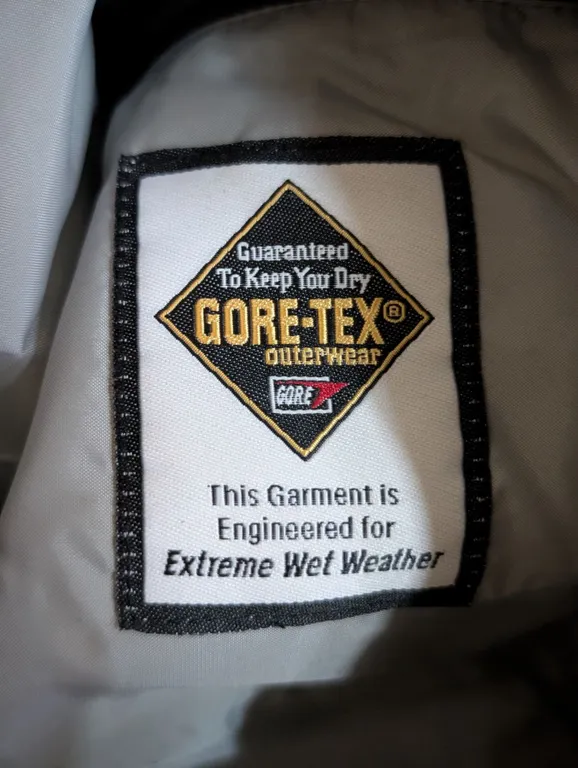 Guaranteed
To Keep You Dry
GORE-TEX®
outerwear
GORE
This Garment is
Engineered for
Extreme Wet Weather